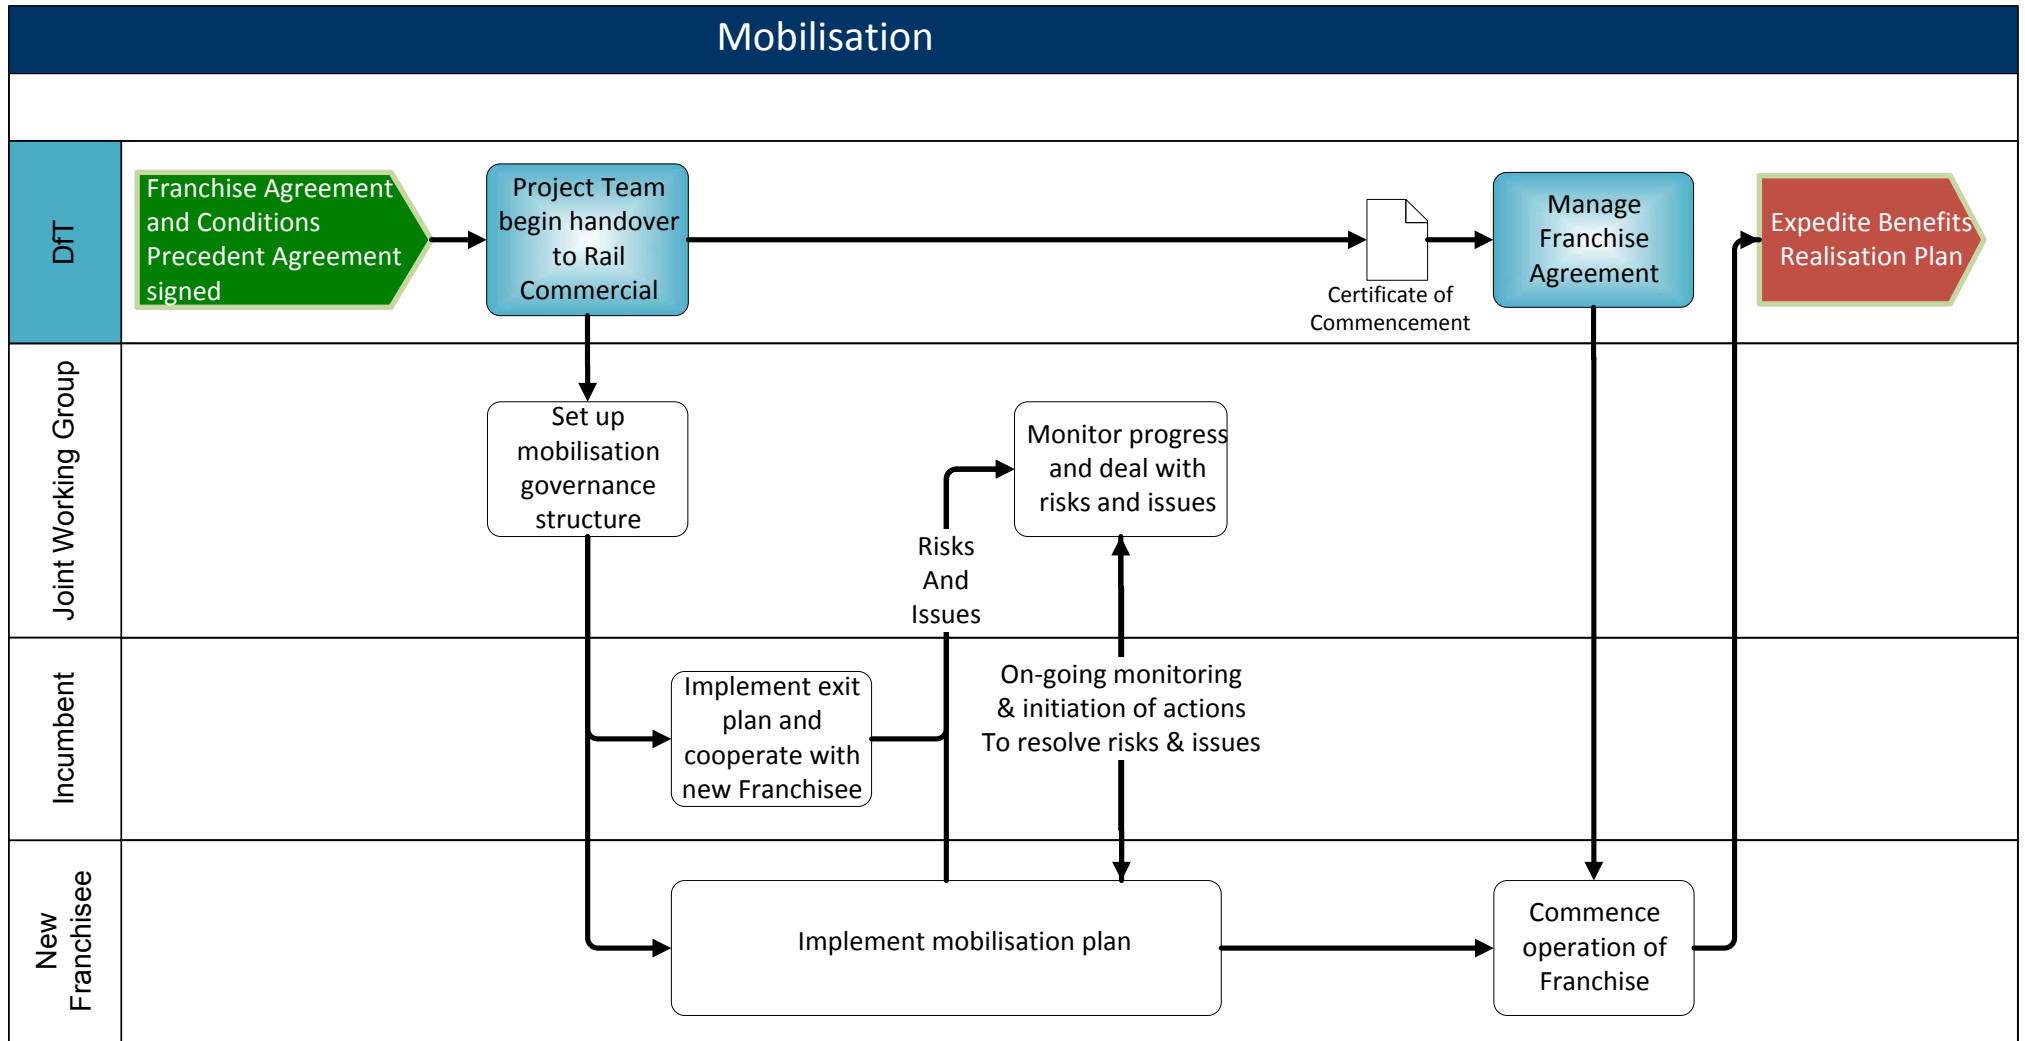 Mobilisation
DfT
Franchise Agreement
and Conditions
Precedent Agreement
signed
Project Team
begin handover
to Rail
Commercial
Certificate of
Commencement
Manage
Franchise
Agreement
Expedite Benefits
Realisation Plan
Joint Working Group
Set up
mobilisation
governance
structure
Monitor progress
and deal with
risks and issues
Risks
And
Issues
Incumbent
Implement exit
plan and
cooperate with
new Franchisee
On-going monitoring
& initiation of actions
To resolve risks & issues
New
Franchisee
Implement mobilisation plan
Commence
operation of
Franchise